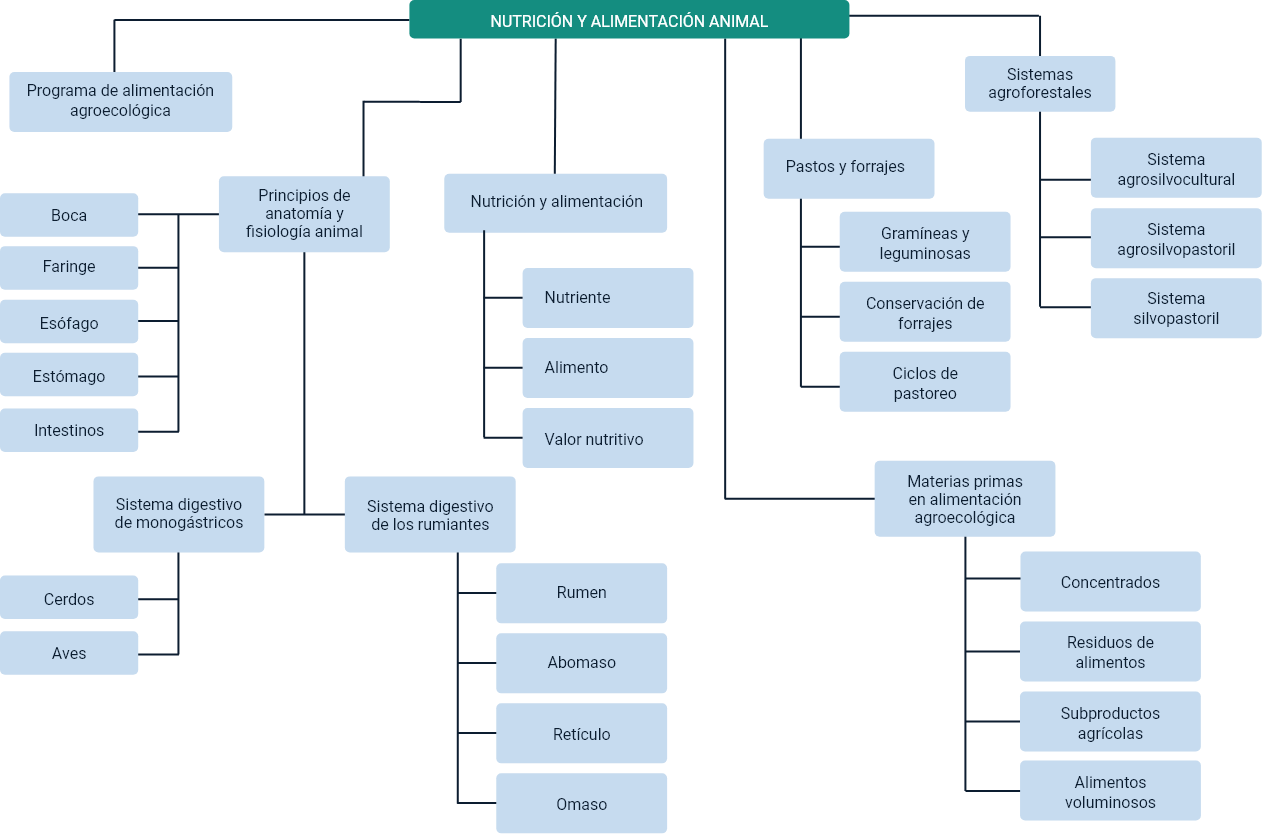 NUTRICIÓN Y ALIMENTACIÓN ANIMAL
Programa de alimentación
agroecológica
Principios de
anatomía y
fisiología animal
Boca
Faringe
Esófago
Estómago
Intestinos
Sistema digestivo
de monogástricos
Cerdos
Aves
Sistema digestivo
de los rumiantes
Rumen
Abomaso
Retículo
Omaso
Nutrición y alimentación
Nutriente
Alimento
Valor nutritivo
Materias primas
en alimentación
agroecológica
Concentrados
Residuos de
alimentos
Subproductos
agrícolas
Alimentos
voluminosos
Pastos y forrajes
Gramíneas y
leguminosas
Conservación de
forrajes
Ciclos de
pastoreo
Sistemas
agroforestales
Sistema
agrosilvocultural
Sistema
agrosilvopastoril
Sistema
silvopastoril